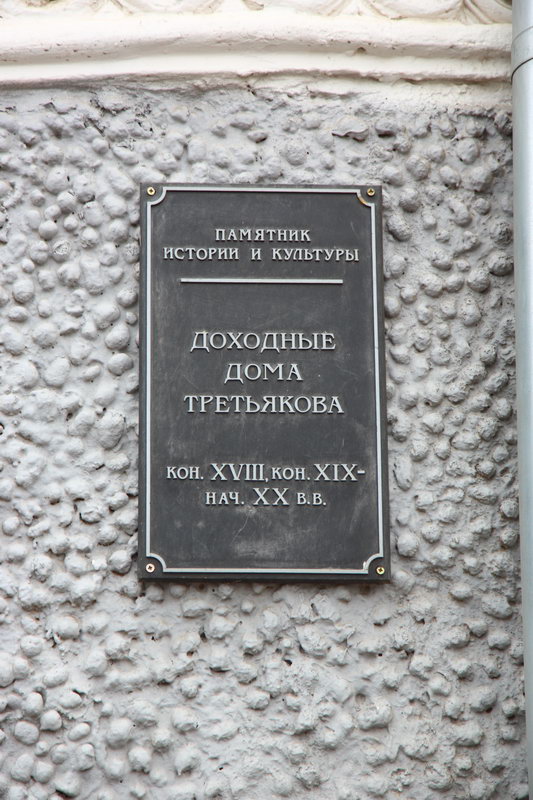 ПАМЯТНИК
ИСТОРИИ И КУЛЬТУРЫ
ДОХОДНЫЕ
ДОМА
ТРЕТЬЯКОВА
КОН. XVIII, КОН. XIX-
НАЧ. XX В.В.